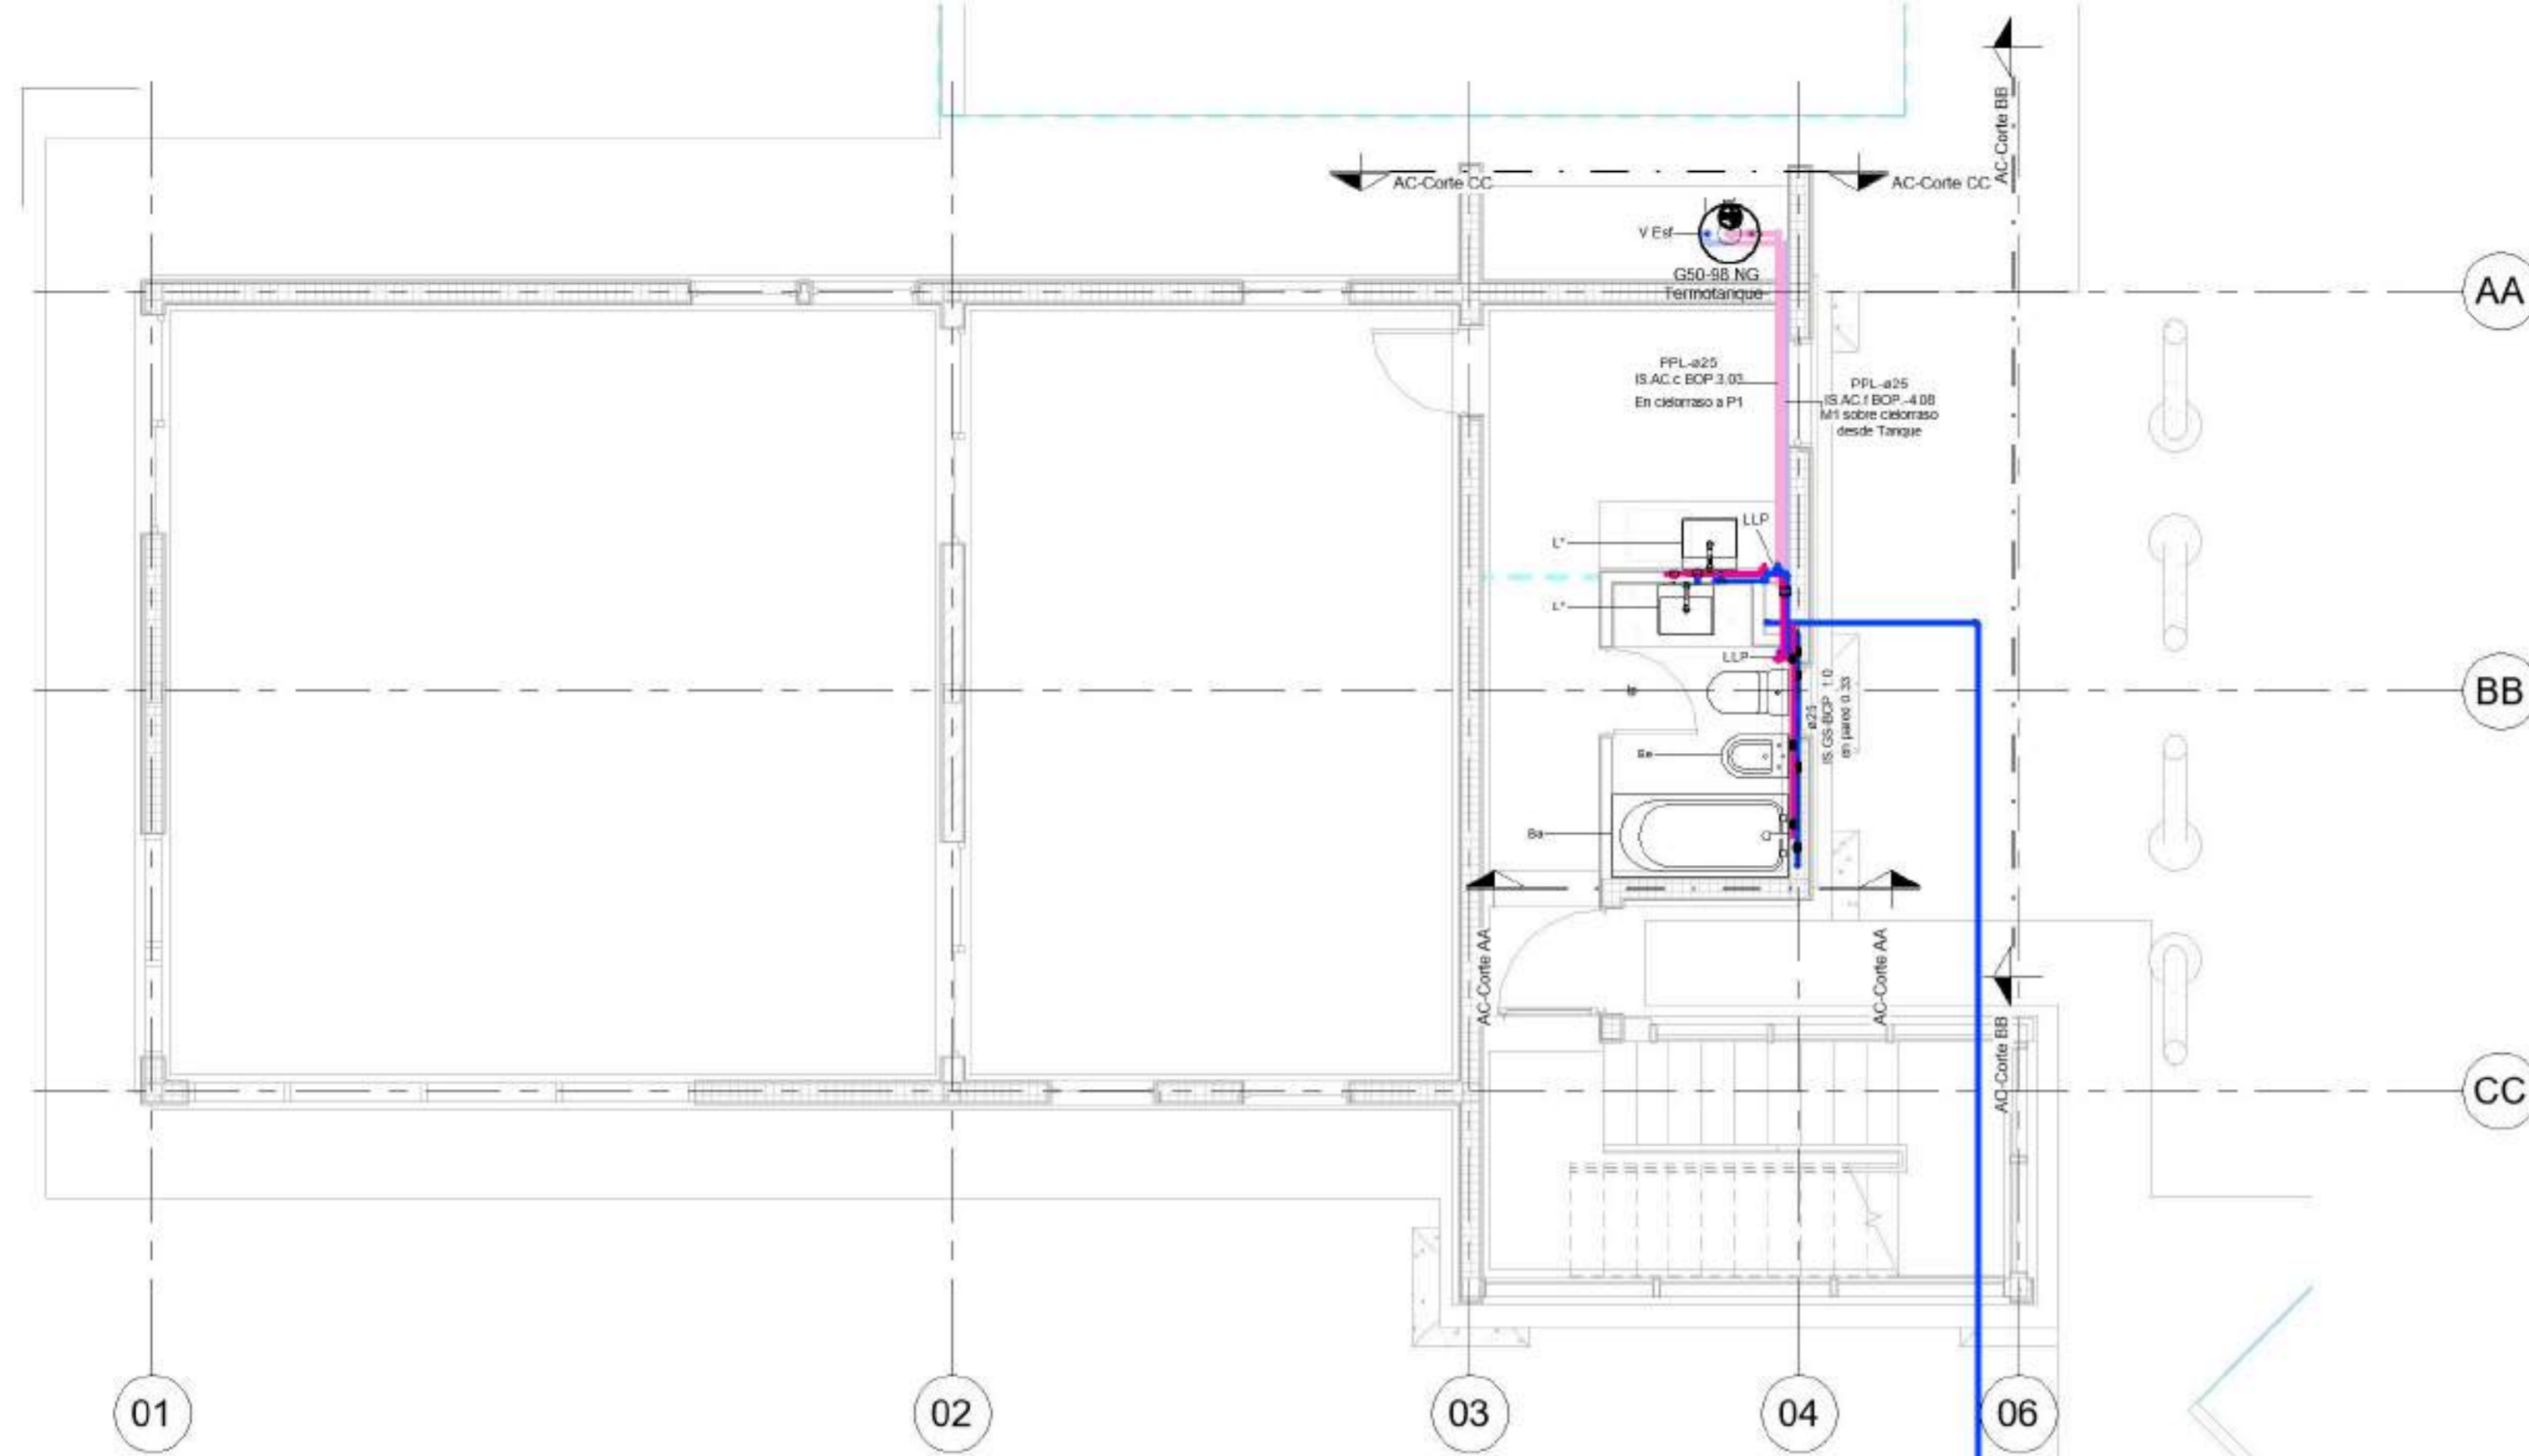 AC-Corte BB
AC-Corte CC
AC-Corte CC
V Esf
G50-98 NG
Termotanque
AA
PPL-ø25
IS.AC.c BOP.3,03
En cielorraso a P1
PPL-ø25
IS.AC.f BOP.-4.08
M1 sobre cielorraso
desde Tanque
LLP
L*
L*
LLP
BB
ø25
IS.GS-BOP 1.0
en pared 0.33
Be
Ba
AC-Corte AA
AC-Corte AA
AC-Corte BB
CC
01
02
03
04
06